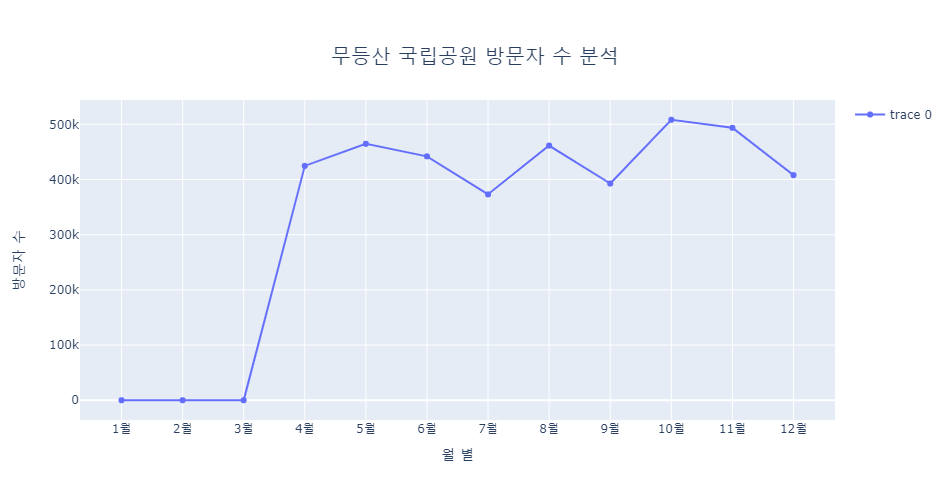 무등산 국립공원 방문자 수 분석
trace 0
방문자 수
500k
400k
300k
200k
100k
0
1월 2월 3월 4월 5월 6월 7월 8월 9월 10월 11월 12월
월 별